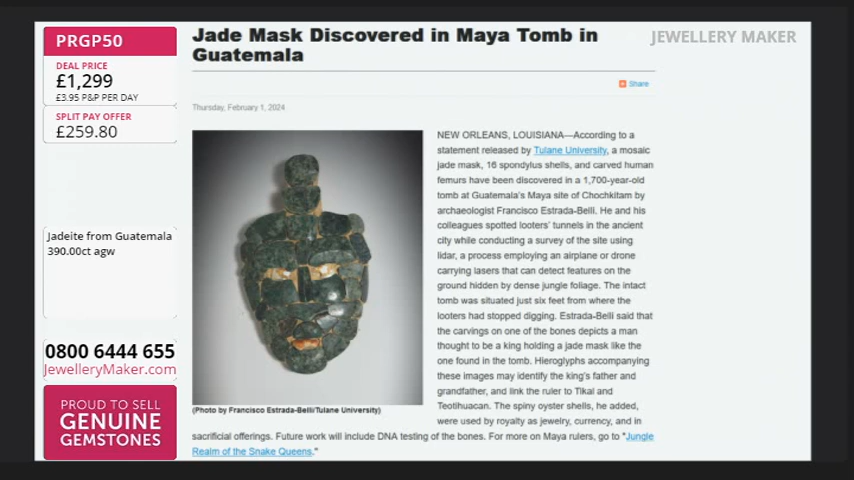 PRGP50
DEAL PRICE
£1,299
£3.95 P&P PER DAY
SPLIT PAY OFFER
£259.80
Jadeite from Guatemala
390.00ct agw
0800 6444 655
JewelleryMaker.com
PROUD TO SELL
GENUINE
GEMSTONES
JEWELLERY MAKER
Jade Mask Discovered in Maya Tomb in
Guatemala
Share
Thursday, February 1, 2024
NEW ORLEANS, LOUISIANA—According to a
statement released by Tulane University, a mosaic
jade mask, 16 spondylus shells, and carved human
femurs have been discovered in a 1,700-year-old
tomb at Guatemala's Maya site of Chochkitam by
archaeologist Francisco Estrada-Belli. He and his
colleagues spotted looters' tunnels in the ancient
city while conducting a survey of the site using
lidar, a process employing an airplane or drone
carrying lasers that can detect features on the
ground hidden by dense jungle foliage. The intact
tomb was situated just six feet from where the
looters had stopped digging. Estrada-Belli said that
the carvings on one of the bones depicts a man
thought to be a king holding a jade mask like the
one found in the tomb. Hieroglyphs accompanying
these images may identify the king's father and
grandfather, and link the ruler to Tikal and
Teotihuacan. The spiny oyster shells, he added,
were used by royalty as jewelry, currency, and in
(Photo by Francisco Estrada-Belli/Tulane University)
sacrificial offerings. Future work will include DNA testing of the bones. For more on Maya rulers, go to "Jungle
Realm of the Snake Queens."